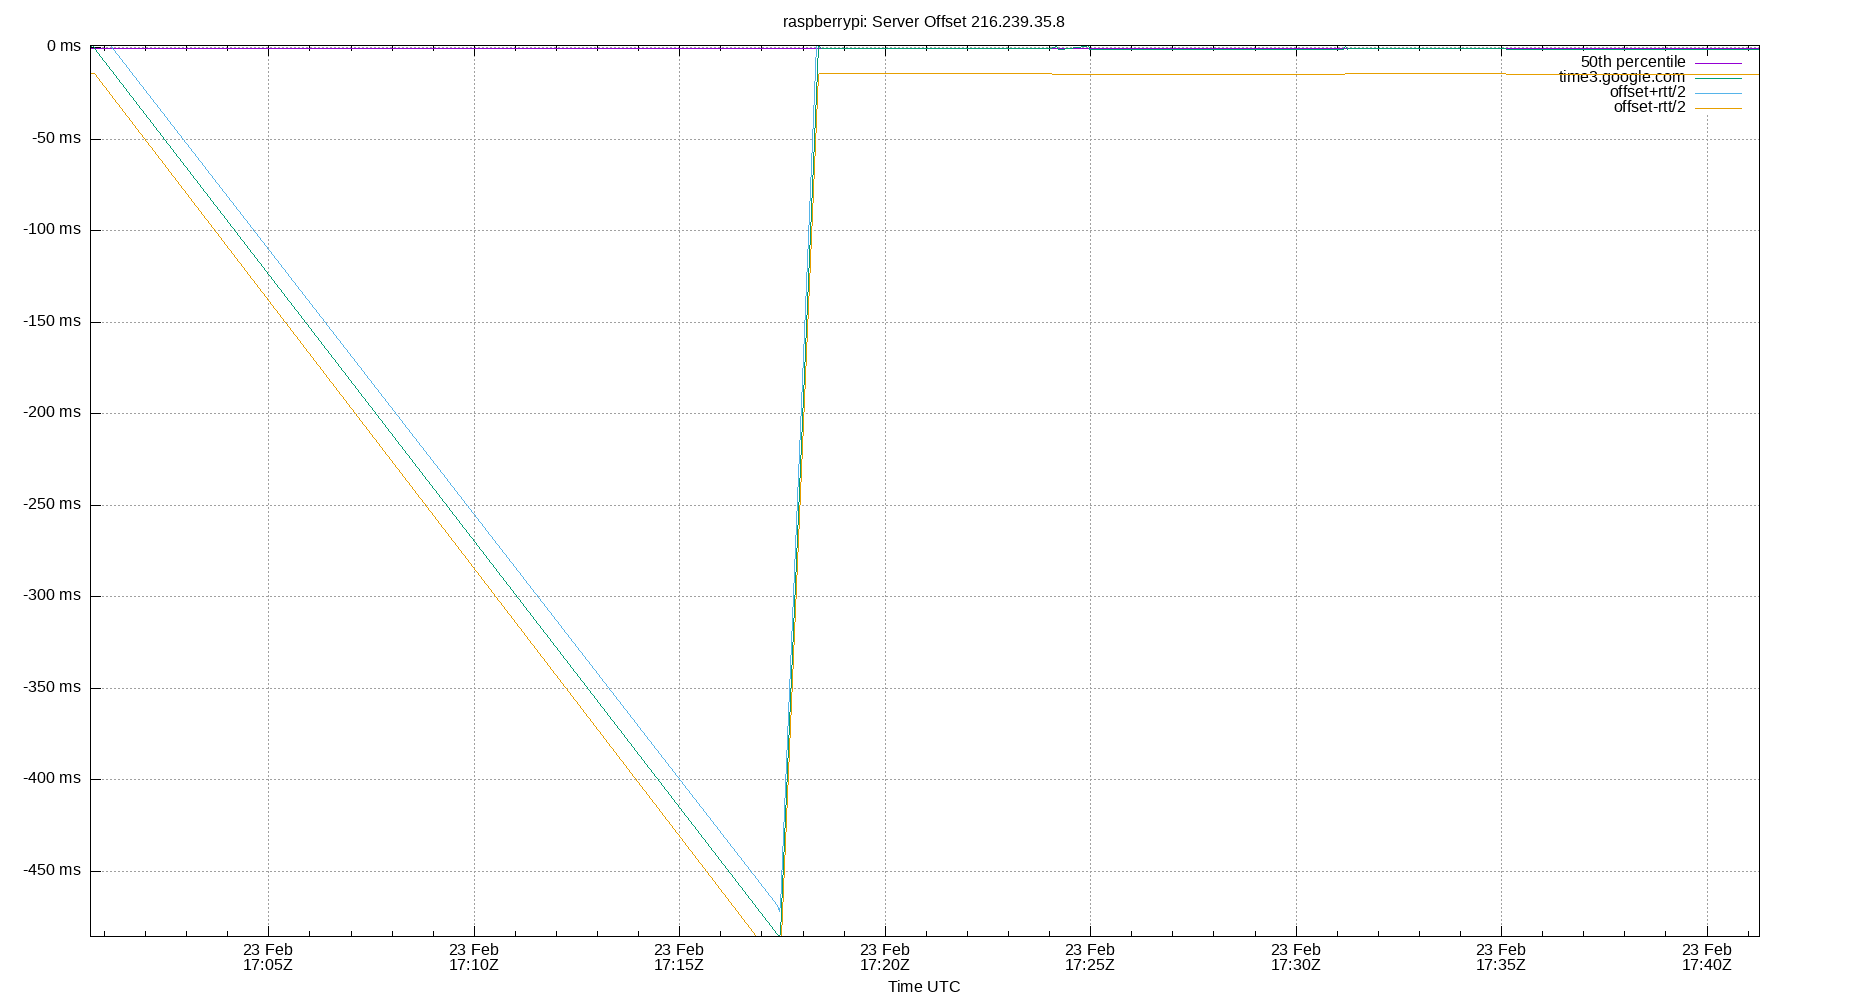 raspberrypi: Server Offset 216.239.35.8
0 ms
-50 ms
-100 ms
-150 ms
-200 ms
-250 ms
-300 ms
-350 ms
-400 ms
-450 ms
50th percentile
time3.google.com
offset+rtt/2
offset-rtt/2
23 Feb 23 Feb 23 Feb 23 Feb 23 Feb 23 Feb 23 Feb 23 Feb
17:05Z 17:10Z 17:15Z 17:20Z 17:25Z 17:30Z 17:35Z 17:40Z
Time UTC